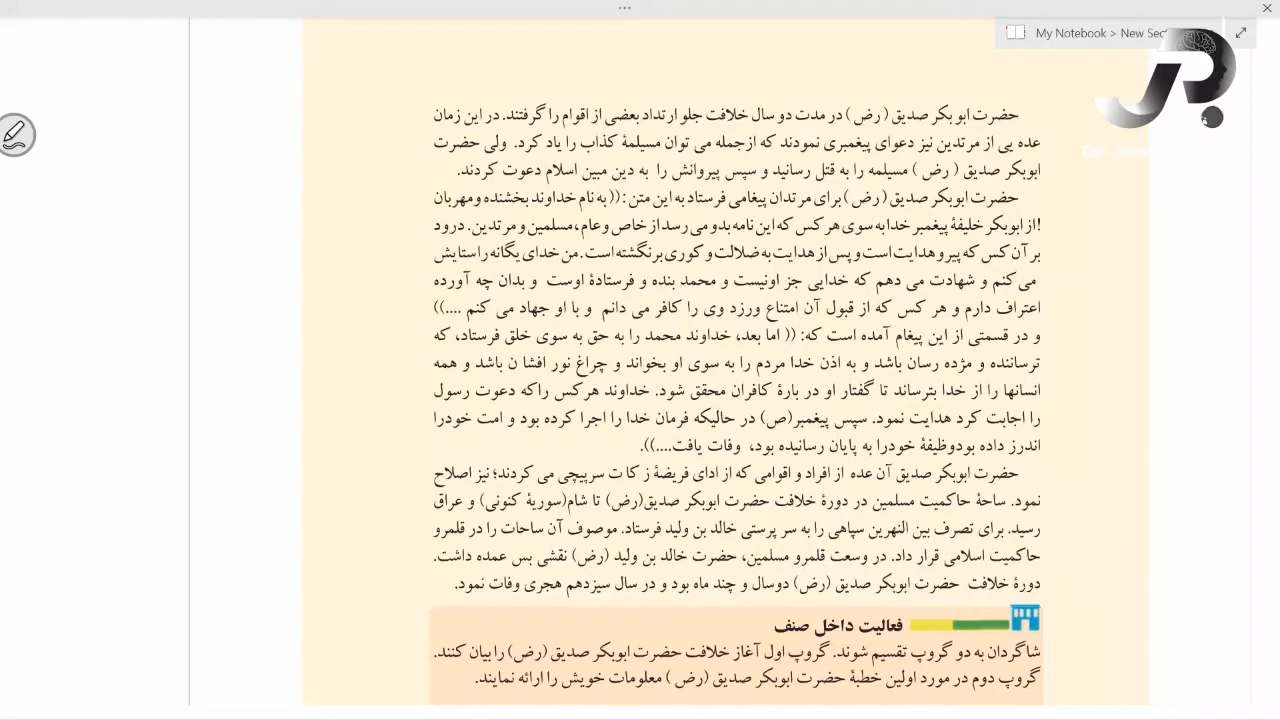 My Notebook > New Sec
حضرت ابو بکر صدیق ( رض ) در مدت دو سال خلافت جلو ارتداد بعضی از اقوام را گرفتند. در این زمان
عده یی از مرتدین نیز دعوای پیغمبری نمودند که ازجمله می توان مسیلمۀ کذاب را یاد کرد. ولی حضرت
ابوبکر صدیق ( رض ) مسیلمه را به قتل رسانید و سپس پیروانش را به دین مبین اسلام دعوت کردند.
حضرت ابوبکر صدیق ( رض ) برای مرتدان پیغامی فرستاد به این متن : (( به نام خداوند بخشنده و مهربان
!از ابوبکر خلیفۀ پیغمبر خدا به سوی هر کس که این نامه بدو می رسد از خاص و عام، مسلمین و مرتدین. درود
بر آن کس که پیرو هدایت است و پس از هدایت به ضلالت و کوری برنگشته است. من خدای یگانه را ستایش
می کنم و شهادت می دهم که خدایی جز اونیست و محمد بنده و فرستادۀ اوست و بدان چه آورده
اعتراف دارم و هر کس که از قبول آن امتناع ورزد وی را کافر می دانم و با او جهاد می کنم ....))
و در قسمتی از این پیغام آمده است که: (( اما بعد، خداوند محمد را به حق به سوی خلق فرستاد، که
ترساننده و مژده رسان باشد و به اذن خدا مردم را به سوی او بخواند و چراغ نور افشا ن باشد و همه
انسانها را از خدا بترساند تا گفتار او در بارۀ کافران محقق شود. خداوند هرکس راکه دعوت رسول
را اجابت کرد هدایت نمود. سپس پیغمبر(ص) در حالیکه فرمان خدا را اجرا کرده بود و امت خودرا
اندرز داده بودوظیفۀ خودرا به پایان رسانیده بود، وفات یافت....)).
حضرت ابوبکر صدیق آن عده از افراد و اقوامی که از ادای فریضۀ ز کا ت سرپیچی می کردند؛ نیز اصلاح
نمود. ساحۀ حاکمیت مسلمین در دورۀ خلافت حضرت ابوبکر صدیق(رض) تا شام(سوریۀ کنونی) و عراق
رسید. برای تصرف بین النهرین سپاهی را به سر پرستی خالد بن ولید فرستاد. موصوف آن ساحات را در قلمرو
حاکمیت اسلامی قرار داد. در وسعت قلمرو مسلمین، حضرت خالد بن ولید (رض) نقشی بس عمده داشت.
دورۀ خلافت حضرت ابوبکر صدیق (رض) دوسال و چند ماه بود و در سال سیزدهم هجری وفات نمود.
فعالیت داخل صنف
شاگردان به دو گروپ تقسیم شوند. گروپ اول آغاز خلافت حضرت ابوبکر صدیق (رض) را بیان کنند.
گروپ دوم در مورد اولین خطبۀ حضرت ابوبکر صدیق (رض ) معلومات خویش را ارائه نمایند.